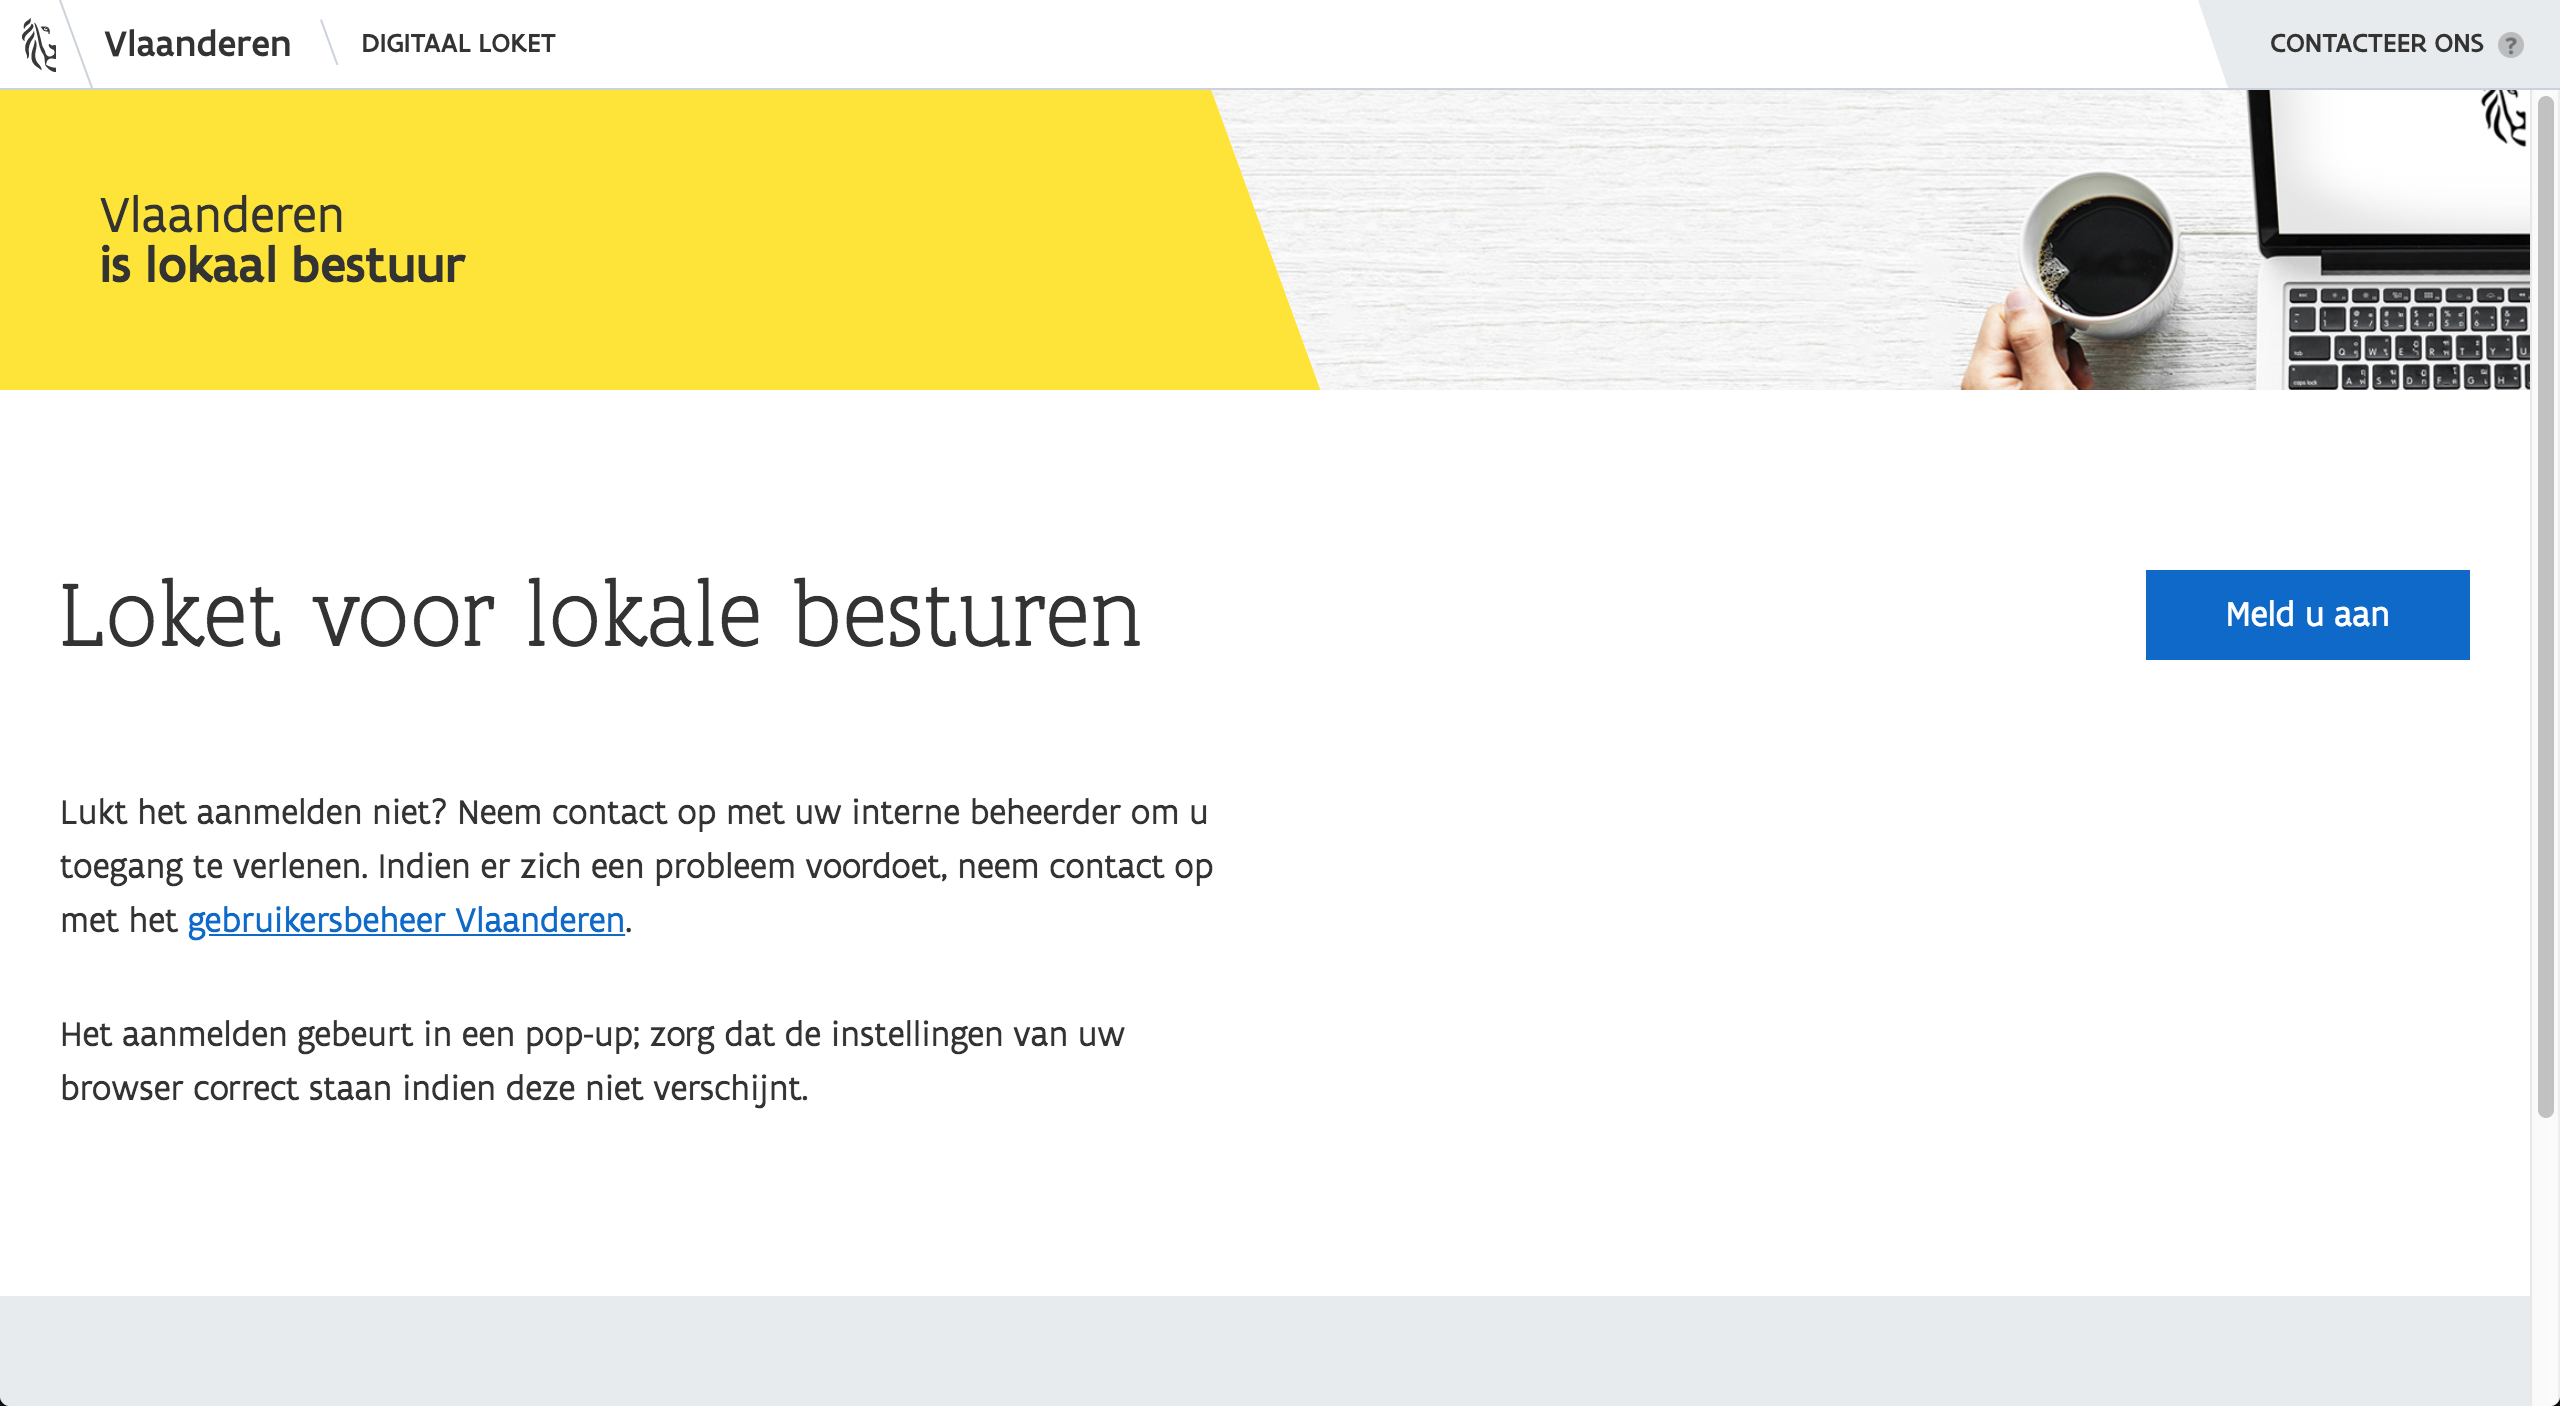 Vlaanderen
DIGITAAL LOKET
CONTACTEER ONS ?
Vlaanderen
is lokaal bestuur
Loket voor lokale besturen
Meld u aan
Lukt het aanmelden niet? Neem contact op met uw interne beheerder om u
toegang te verlenen. Indien er zich een probleem voordoet, neem contact op
met het gebruikersbeheer Vlaanderen.
Het aanmelden gebeurt in een pop-up; zorg dat de instellingen van uw
browser correct staan indien deze niet verschijnt.